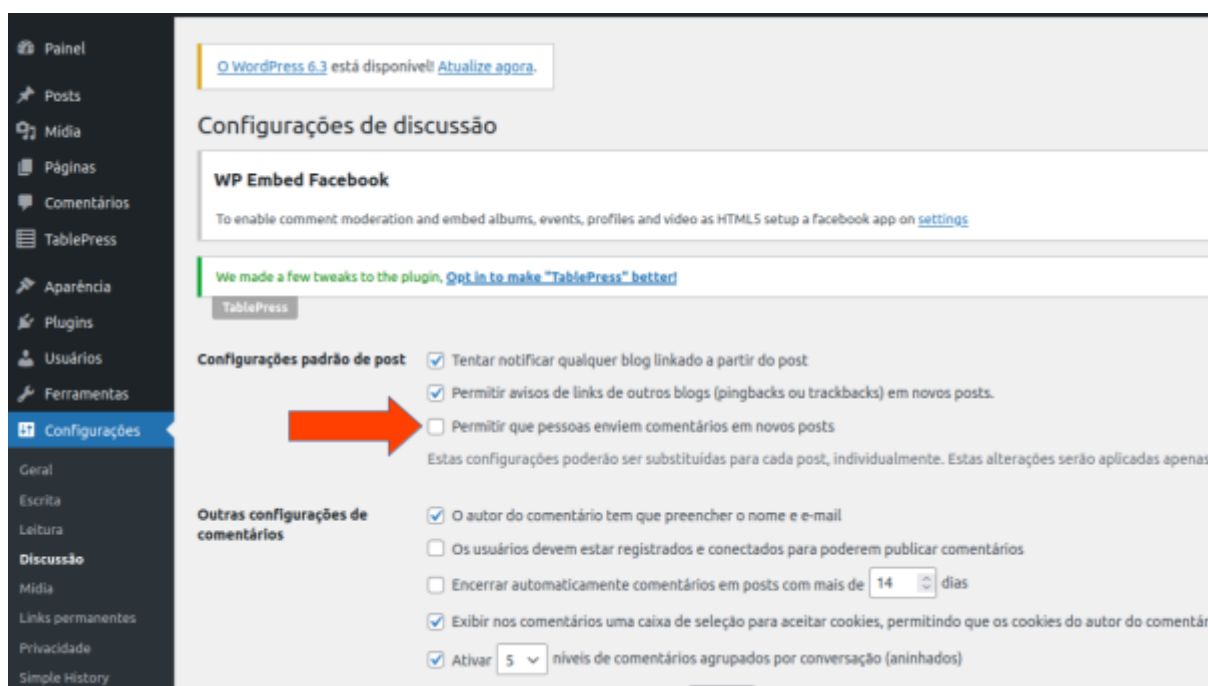 Painel
Posts
Mídia
Páginas
Comentários
TablePress
Aparência
Plugins
Usuários
Ferramentas
Configurações
Geral
Escrita
Leitura
Discussão
Mídia
Links permanentes
Privacidade
Simple History
O WordPress 6.3 está disponível! Atualize agora.
Configurações de discussão
WP Embed Facebook
To enable comment moderation and embed albums, events, profiles and video as HTML5 setup a facebook app on settings
We made a few tweaks to the plugin, Opt in to make "TablePress" better!
TablePress
Configurações padrão de post
Tentar notificar qualquer blog linkado a partir do post
Permitir avisos de links de outros blogs (pingbacks ou trackbacks) em novos posts.
Permitir que pessoas enviem comentários em novos posts
Estas configurações poderão ser substituídas para cada post, individualmente. Estas alterações serão aplicadas apenas
Outras configurações de
comentários
O autor do comentário tem que preencher o nome e e-mail
Os usuários devem estar registrados e conectados para poderem publicar comentários
Encerrar automaticamente comentários em posts com mais de 14 dias
Exibir nos comentários uma caixa de seleção para aceitar cookies, permitindo que os cookies do autor do comentár
Ativar 5 níveis de comentários agrupados por conversação (aninhados)